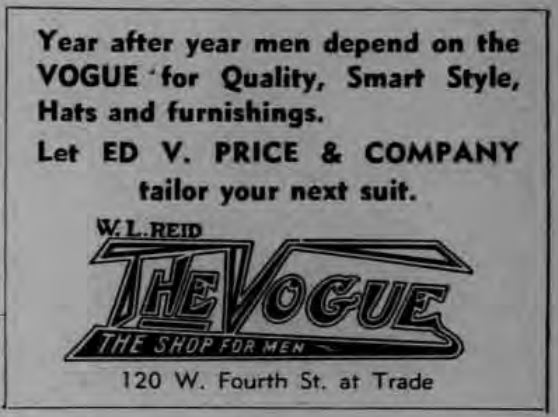 Year after year men depend on the
VOGUE for Quality, Smart Style,
Hats and furnishings.
Let ED V. PRICE & COMPANY
tailor your next suit.
W. L. REID
THE VOGUE
THE SHOP FOR MEN
120 W. Fourth St. at Trade